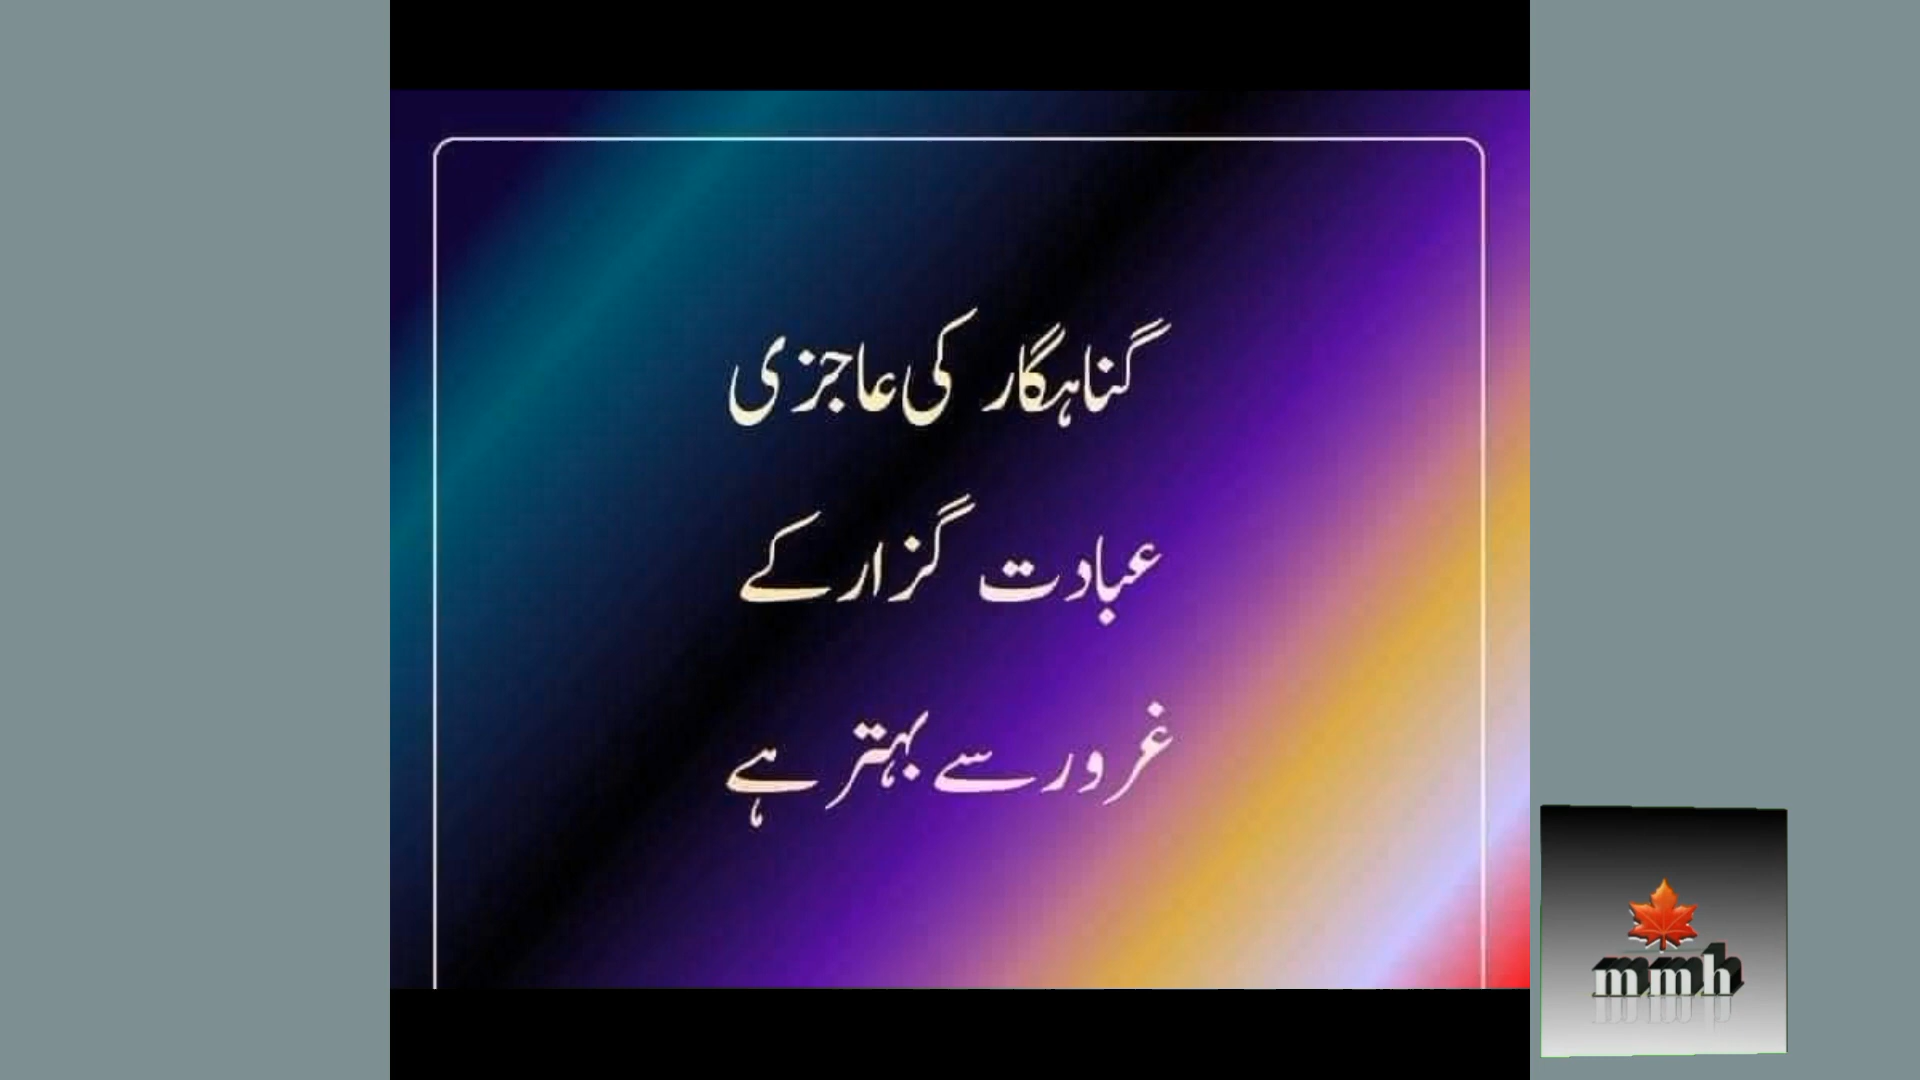 گناہگار کی عاجزی
عبادت گزار کے
غرور سے بہتر ہے
mmh